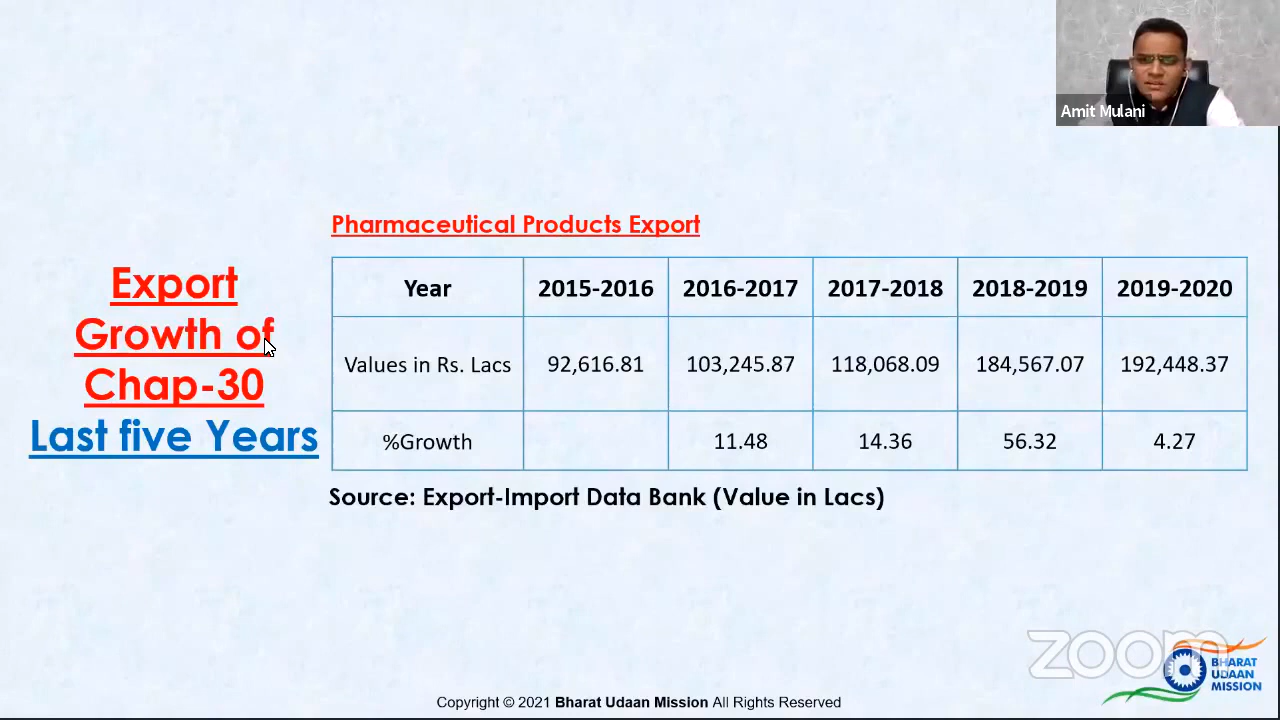 Amit Mulani
Pharmaceutical Products Export
Export
Growth of
Chap-30
Last five Years
Year 2015-2016 2016-2017 2017-2018 2018-2019 2019-2020
Values in Rs. Lacs 92,616.81 103,245.87 118,068.09 184,567.07 192,448.37
%Growth 11.48 14.36 56.32 4.27
Source: Export-Import Data Bank (Value in Lacs)
zoom
BHARAT
UDAAN
MISSION
Copyright © 2021 Bharat Udaan Mission All Rights Reserved